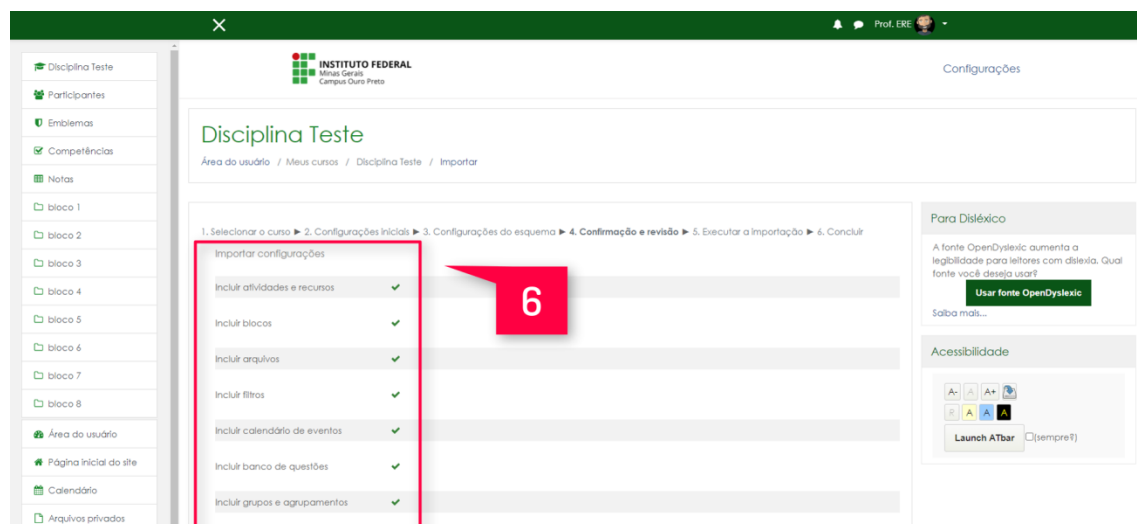 Prof. ERE
Disciplina Teste
Participantes
Emblemas
Competências
Notas
bloco 1
bloco 2
bloco 3
bloco 4
bloco 5
bloco 6
bloco 7
bloco 8
Área do usuário
Página inicial do site
Calendário
Arquivos privados
INSTITUTO FEDERAL
Minas Gerais
Campus Ouro Preto
Configurações
Disciplina Teste
Área do usuário / Meus cursos / Disciplina Teste / Importar
1. Selecionar o curso ► 2. Configurações iniciais ► 3. Configurações do esquema ► 4. Confirmação e revisão ► 5. Executar a importação ► 6. Concluir
Importar configurações
Incluir atividades e recursos ✔
Incluir blocos ✔
Incluir arquivos ✔
Incluir filtros ✔
Incluir calendário de eventos ✔
Incluir banco de questões ✔
Incluir grupos e agrupamentos ✔
6
Para Disléxico
A fonte OpenDyslexic aumenta a
legibilidade para leitores com dislexia. Qual
fonte você deseja usar?
Usar fonte OpenDyslexic
Saiba mais...
Acessibilidade
A- A A+
R A A A
Launch ATbar (sempre?)